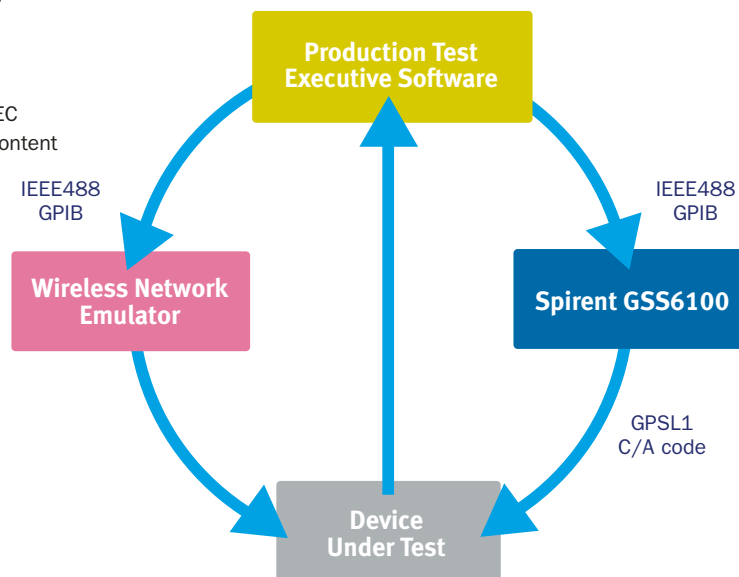 Production Test
Executive Software
ontent
IEEE488
GPIB
IEEE488
GPIB
Wireless Network
Emulator
Spirent GSS6100
GPSL1
C/A code
Device
Under Test